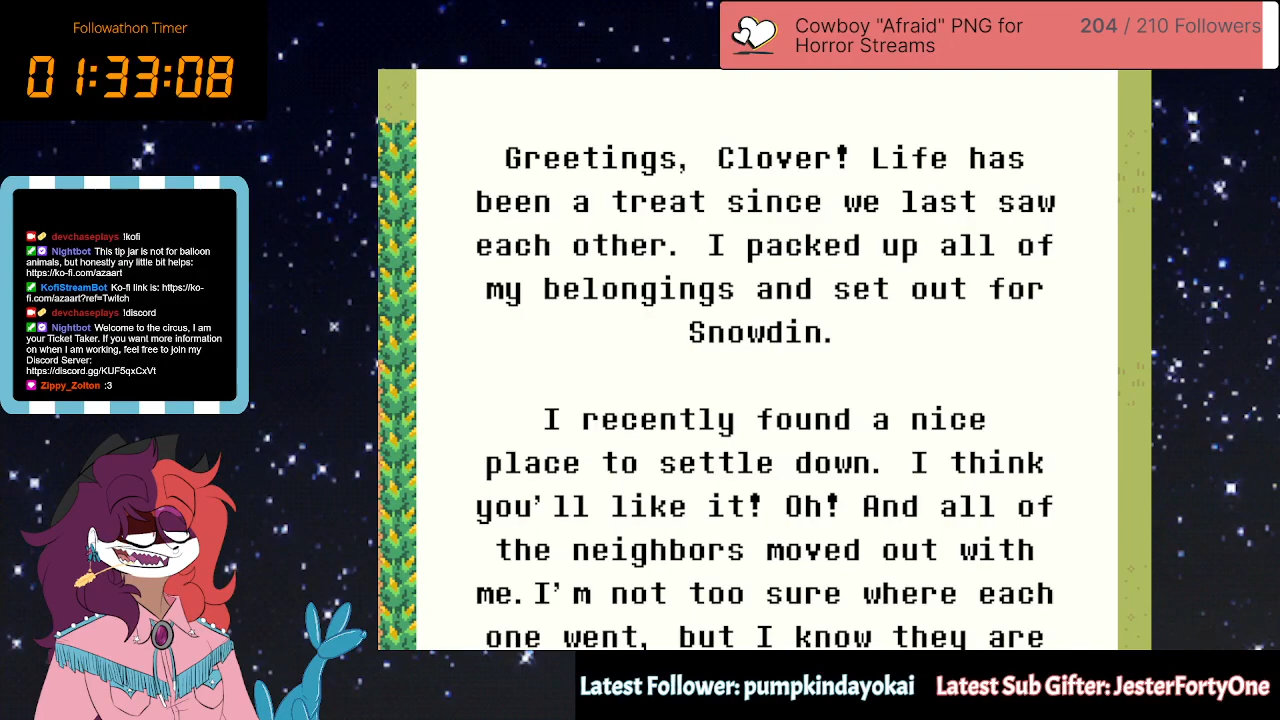 Followathon Timer
01:33:08
Cowboy "Afraid" PNG for
Horror Streams
204 / 210 Followers
devchaseplays !kofi
Nightbot This tip jar is not for balloon
animals, but honestly any little bit helps:
https://ko-fi.com/azaart
KofiStreamBot Ko-fi link is: https://ko-
fi.com/azaart?ref=Twitch
devchaseplays !discord
Nightbot Welcome to the circus, I am
your Ticket Taker. If you want more information
on when I am working, feel free to join my
Discord Server:
https://discord.gg/KUF5qxCxVt
Zippy_Zolton :3
Greetings, Clover! Life has
been a treat since we last saw
each other. I packed up all of
my belongings and set out for
Snowdin.
I recently found a nice
place to settle down. I think
you'll like it! Oh! And all of
the neighbors moved out with
me.I'm not too sure where each
one went, but I know they are
Latest Follower: pumpkindayokai
Latest Sub Gifter: JesterFortyOne